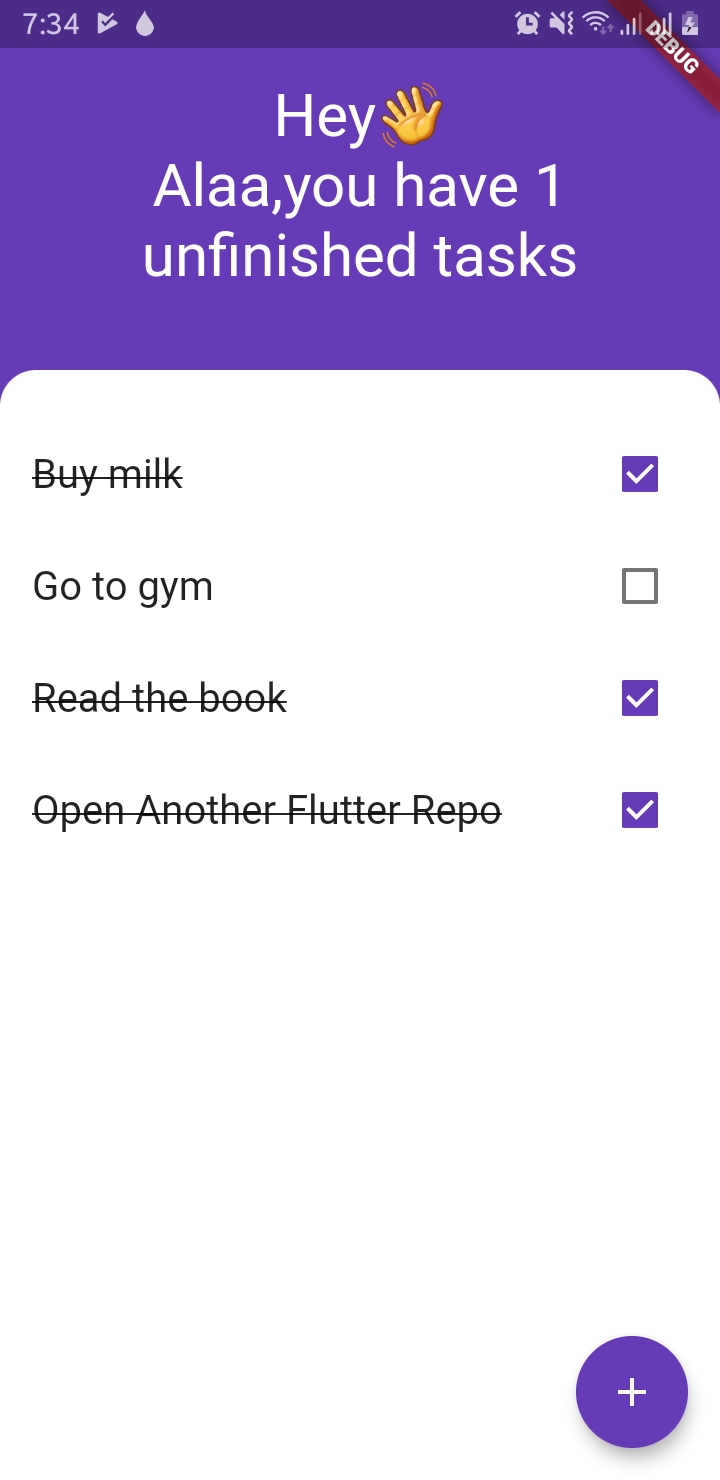 7:34
DEBUG
Hey👋
Alaa,you have 1
unfinished tasks
Buy milk
Go to gym
Read the book
Open Another Flutter Repo
+